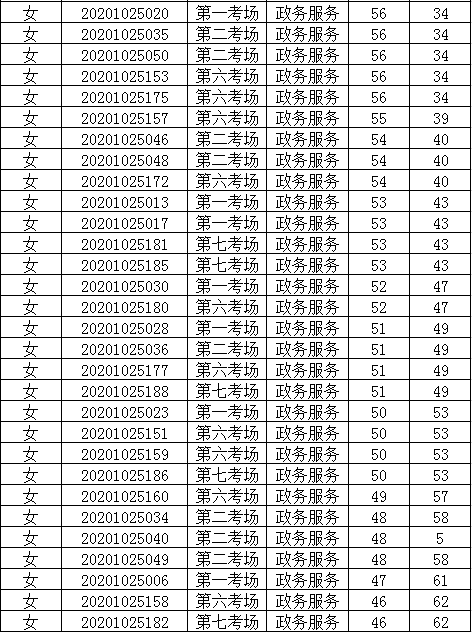 女 20201025020 第一考场 政务服务 56 34
女 20201025035 第二考场 政务服务 56 34
女 20201025050 第二考场 政务服务 56 34
女 20201025153 第六考场 政务服务 56 34
女 20201025175 第六考场 政务服务 56 34
女 20201025157 第六考场 政务服务 55 39
女 20201025046 第二考场 政务服务 54 40
女 20201025048 第二考场 政务服务 54 40
女 20201025172 第六考场 政务服务 54 40
女 20201025013 第一考场 政务服务 53 43
女 20201025017 第一考场 政务服务 53 43
女 20201025181 第七考场 政务服务 53 43
女 20201025185 第七考场 政务服务 53 43
女 20201025030 第一考场 政务服务 52 47
女 20201025180 第六考场 政务服务 52 47
女 20201025028 第一考场 政务服务 51 49
女 20201025036 第二考场 政务服务 51 49
女 20201025177 第六考场 政务服务 51 49
女 20201025188 第七考场 政务服务 51 49
女 20201025023 第一考场 政务服务 50 53
女 20201025151 第六考场 政务服务 50 53
女 20201025159 第六考场 政务服务 50 53
女 20201025186 第七考场 政务服务 50 53
女 20201025160 第六考场 政务服务 49 57
女 20201025034 第二考场 政务服务 48 58
女 20201025040 第二考场 政务服务 48 5
女 20201025049 第二考场 政务服务 48 58
女 20201025006 第一考场 政务服务 47 61
女 20201025158 第六考场 政务服务 46 62
女 20201025182 第七考场 政务服务 46 62